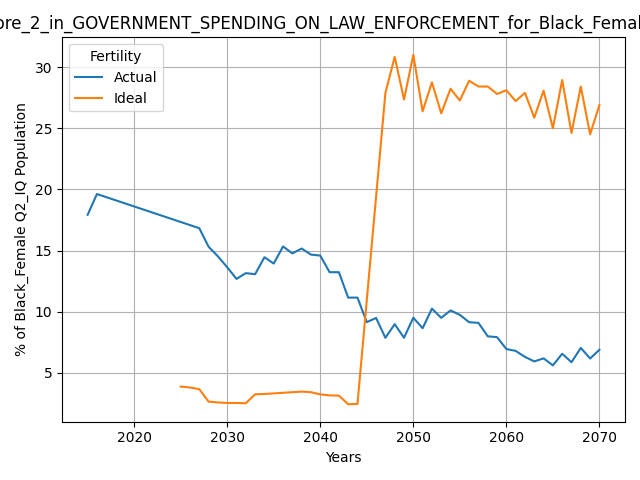 ore_2_in_GOVERNMENT_SPENDING_ON_LAW_ENFORCEMENT_for_Black_Femal
Fertility
Actual
Ideal
% of Black_Female Q2_IQ Population
30
25
20
15
10
5
2020 2030 2040 2050 2060 2070
Years